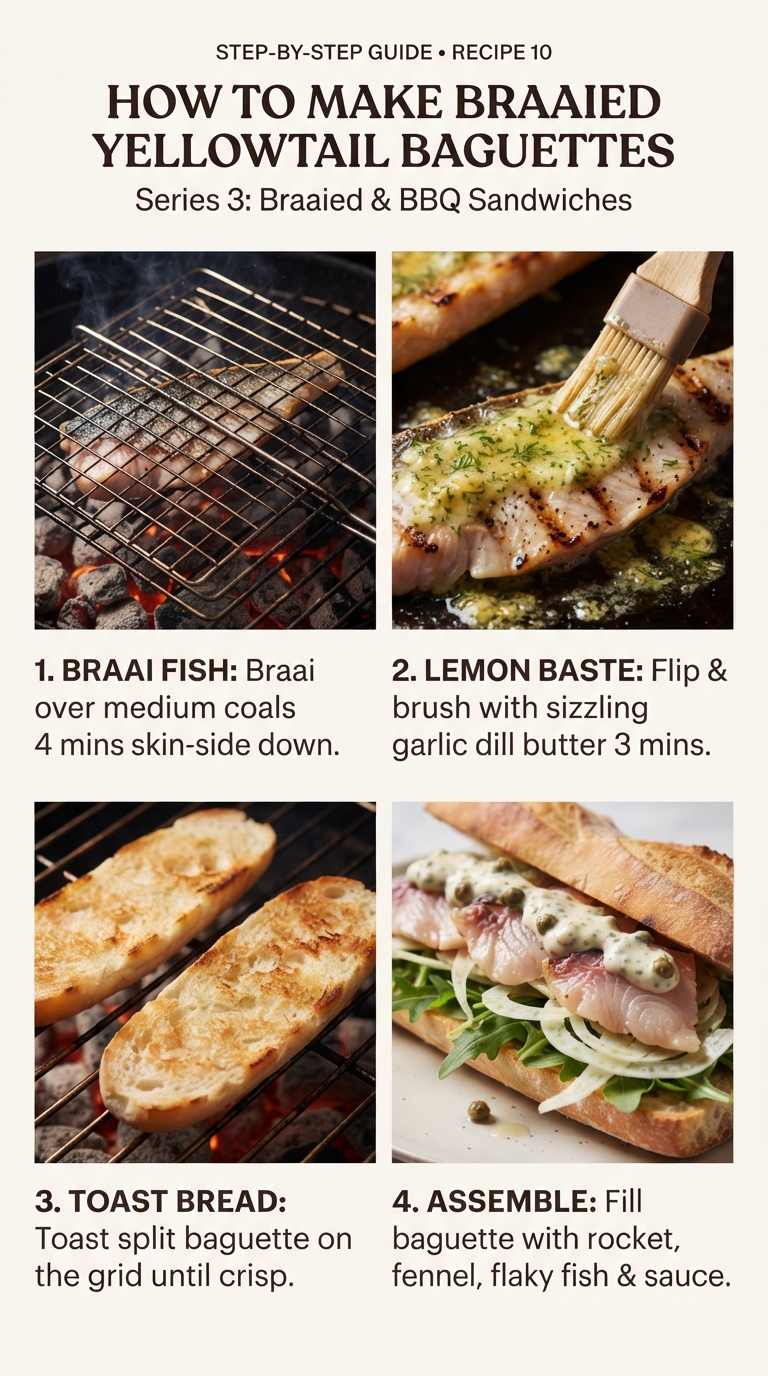 STEP-BY-STEP GUIDE • RECIPE 10
HOW TO MAKE BRAAIED
YELLOWTAIL BAGUETTES
Series 3: Braaied & BBQ Sandwiches
1. BRAAI FISH: Braai
over medium coals
4 mins skin-side down.
2. LEMON BASTE: Flip &
brush with sizzling
garlic dill butter 3 mins.
3. TOAST BREAD:
Toast split baguette on
the grid until crisp.
4. ASSEMBLE: Fill
baguette with rocket,
fennel, flaky fish & sauce.